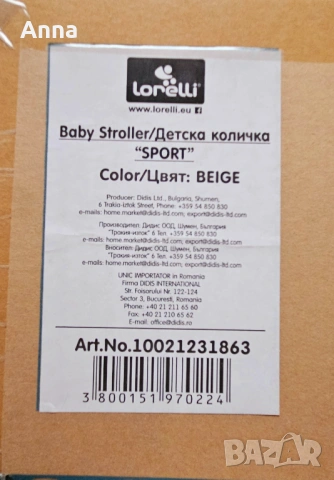 Anna
lorelli
www.lorelli.eu
Baby Stroller/Детска количка
“SPORT”
Color/Цвят: BEIGE
Producer: Didis Ltd., Bulgaria, Shumen,
6 Trakia-Iztok Street, Phone: +359 54 850 830
e-mails: home.market@didis-ltd.com; export@didis-ltd.com
Производител: Дидис ООД, Шумен, България
"Тракия-изток" 6 Тел.: +359 54 850 830
e-mails: home.market@didis-ltd.com; export@didis-ltd.com
Вносител: Дидис ООД, Шумен, България
"Тракия-изток" 6 Тел.: +359 54 850 830
e-mails: home.market@didis-ltd.com; export@didis-ltd.com
UNIC IMPORTATOR in Romania
Firma DIDIS INTERNATIONAL
Str. Foisorului Nr. 122-124
Sector 3, Bucuresti, Romania
Phone: +40 21 211 65 60
Fax: +40 21 210 65 62
E-mail: office@didis.ro
Art.No.10021231863
3 800151 970224
BAZAR